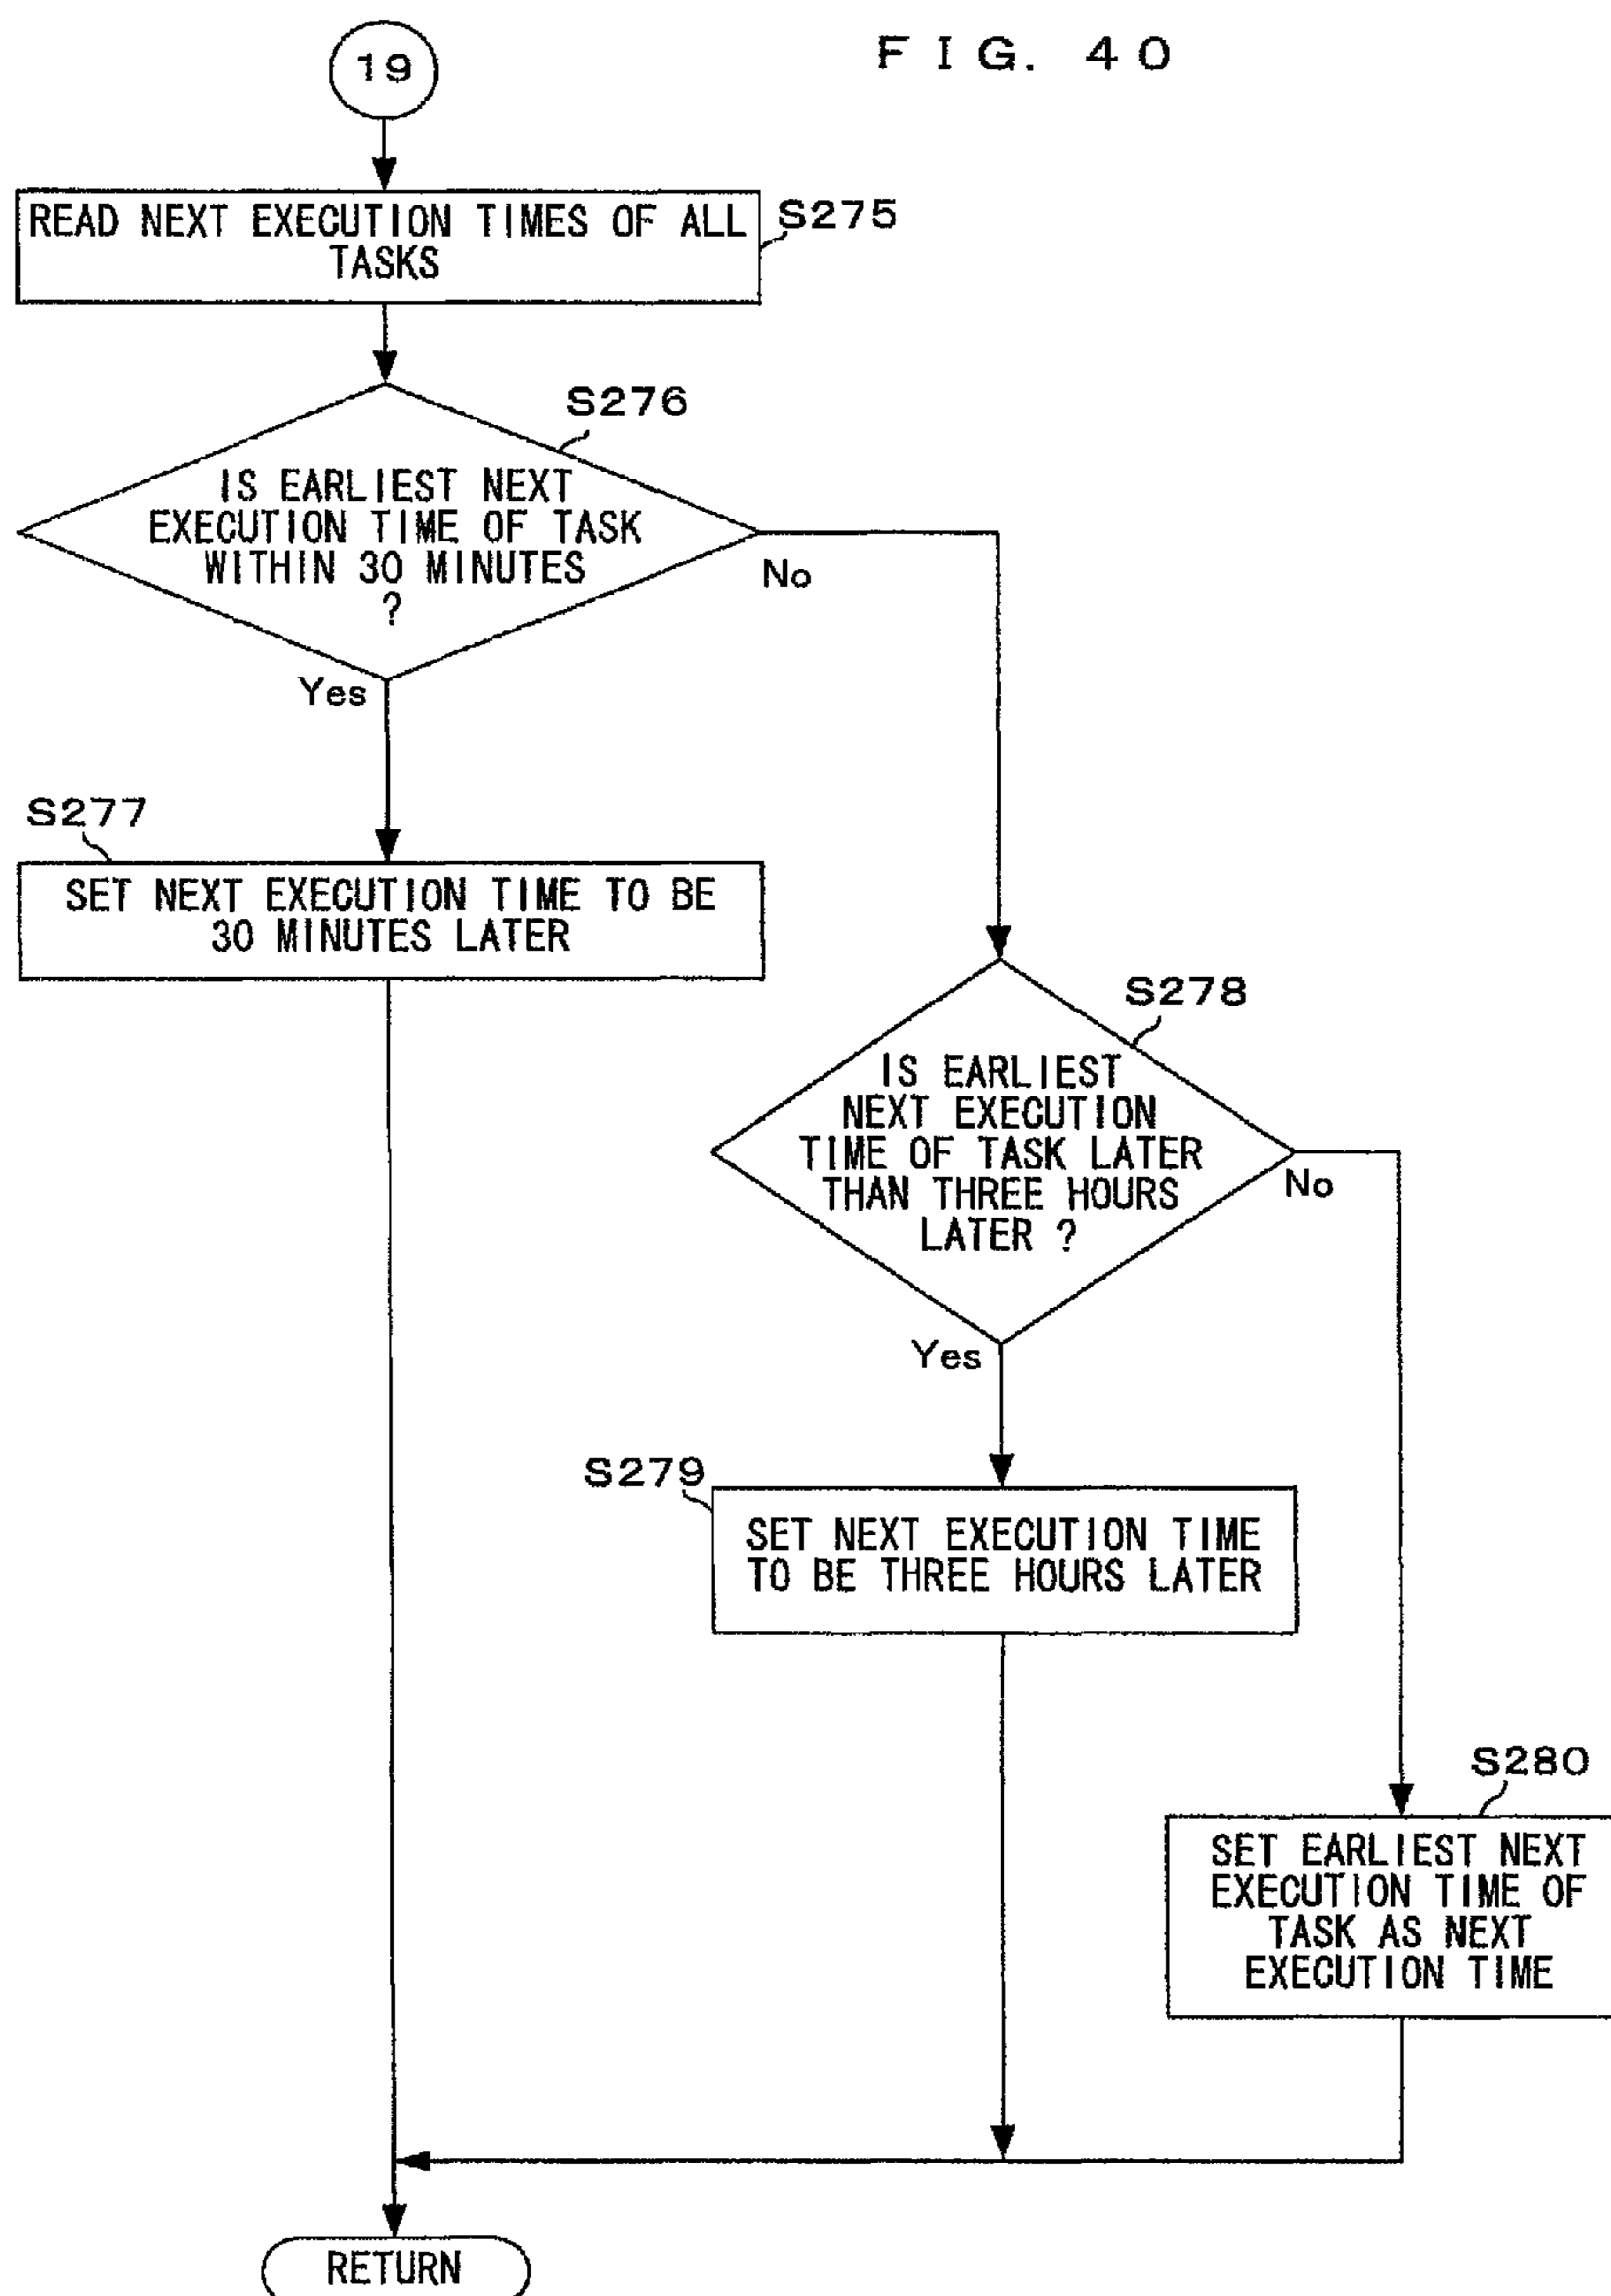 FIG. 40
19
READ NEXT EXECUTION TIMES OF ALL
TASKS
S275
S276
IS EARLIEST NEXT
EXECUTION TIME OF TASK
WITHIN 30 MINUTES
?
No
Yes
S277
SET NEXT EXECUTION TIME TO BE
30 MINUTES LATER
S278
IS EARLIEST
NEXT EXECUTION
TIME OF TASK LATER
THAN THREE HOURS
LATER ?
No
Yes
S279
SET NEXT EXECUTION TIME
TO BE THREE HOURS LATER
S280
SET EARLIEST NEXT
EXECUTION TIME OF
TASK AS NEXT
EXECUTION TIME
RETURN